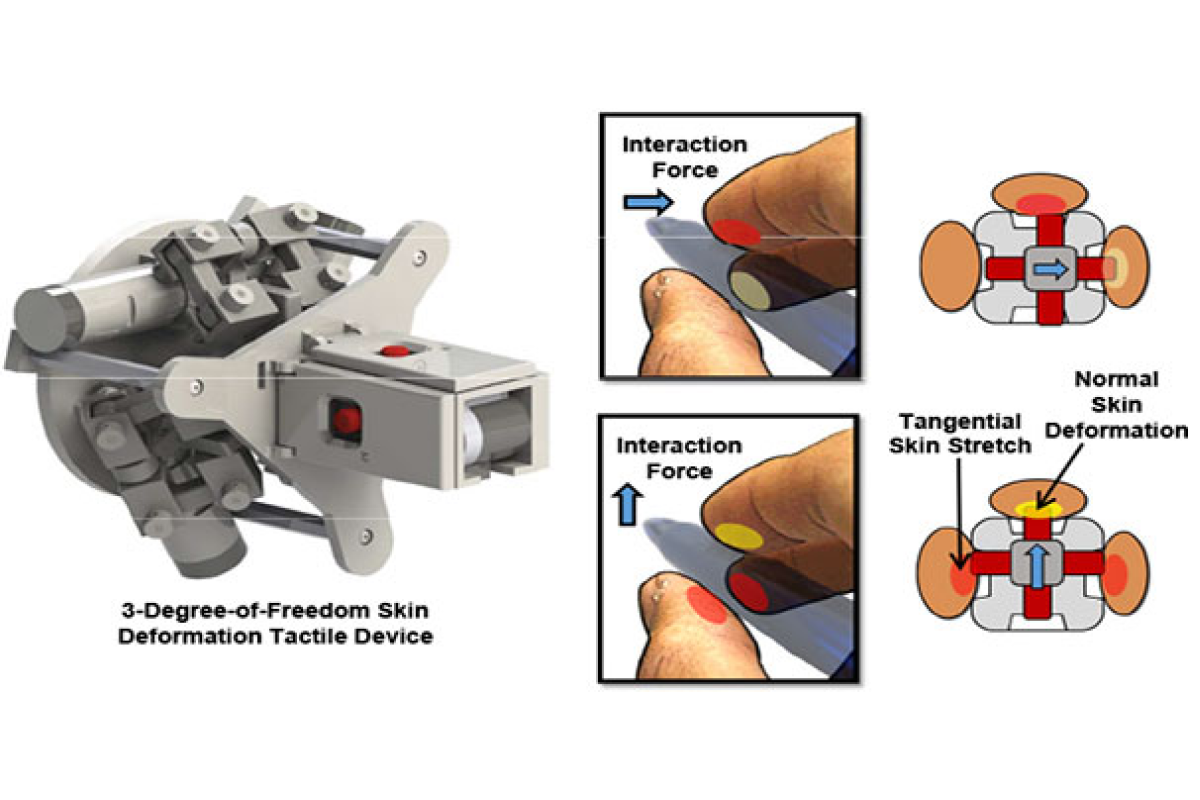 Interaction
Force
Normal
Skin
Deformation
Tangential
Skin Stretch
Interaction
Force
3-Degree-of-Freedom Skin
Deformation Tactile Device